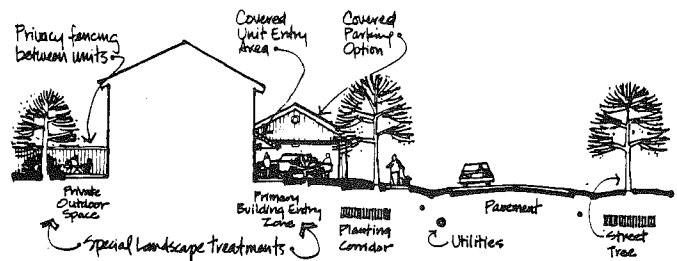 Privacy fencing
between units
Covered
Unit Entry
Area
Covered
Parking
Option
Private
Outdoor
Space
Primary
Building Entry
Zone
Planting
Corridor
Pavement
Utilities
Street
Tree
Special Landscape Treatments